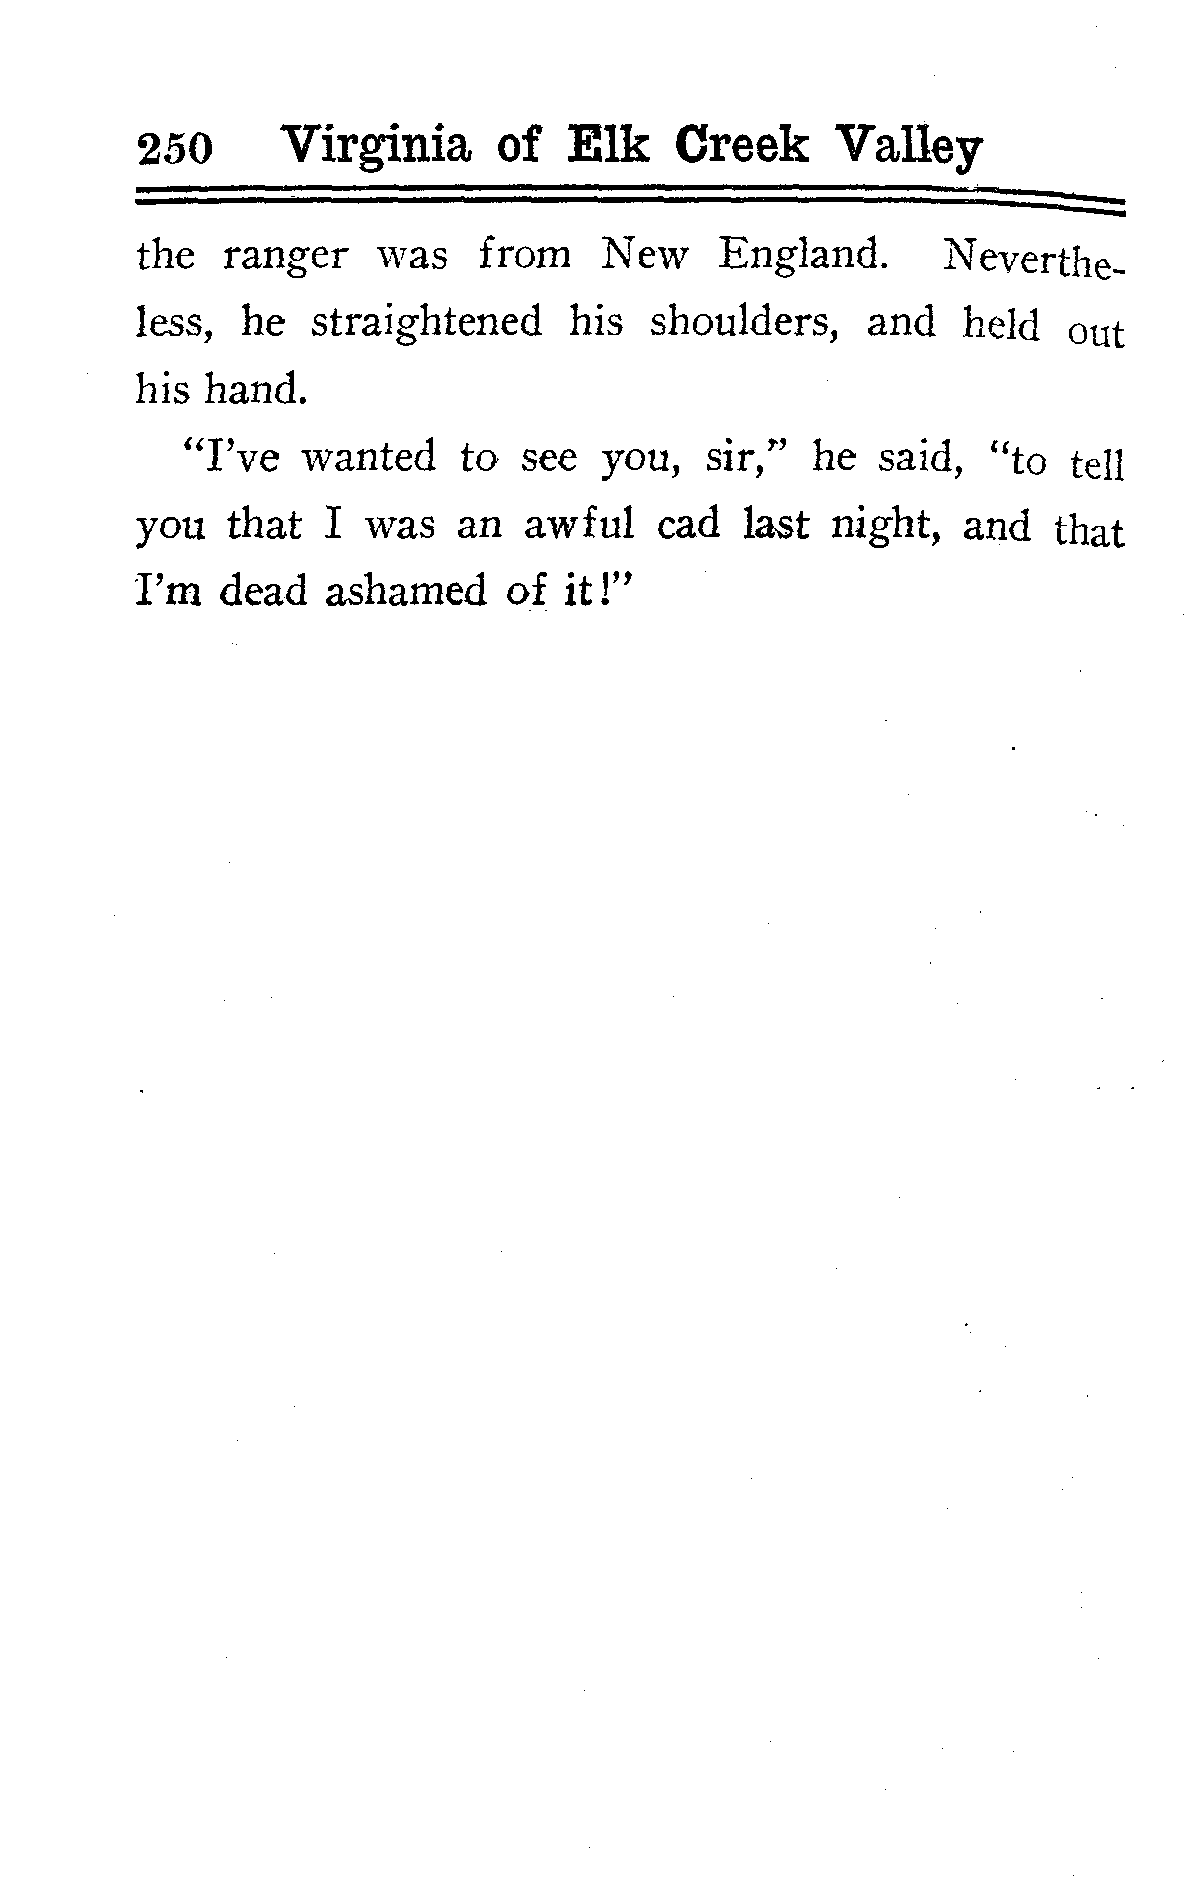 250 Virginia of Elk Creek Valley
the ranger was from New England. Neverthe-
less, he straightened his shoulders, and held out
his hand.
“I’ve wanted to see you, sir,” he said, “to tell
you that I was an awful cad last night, and that
I’m dead ashamed of it!”